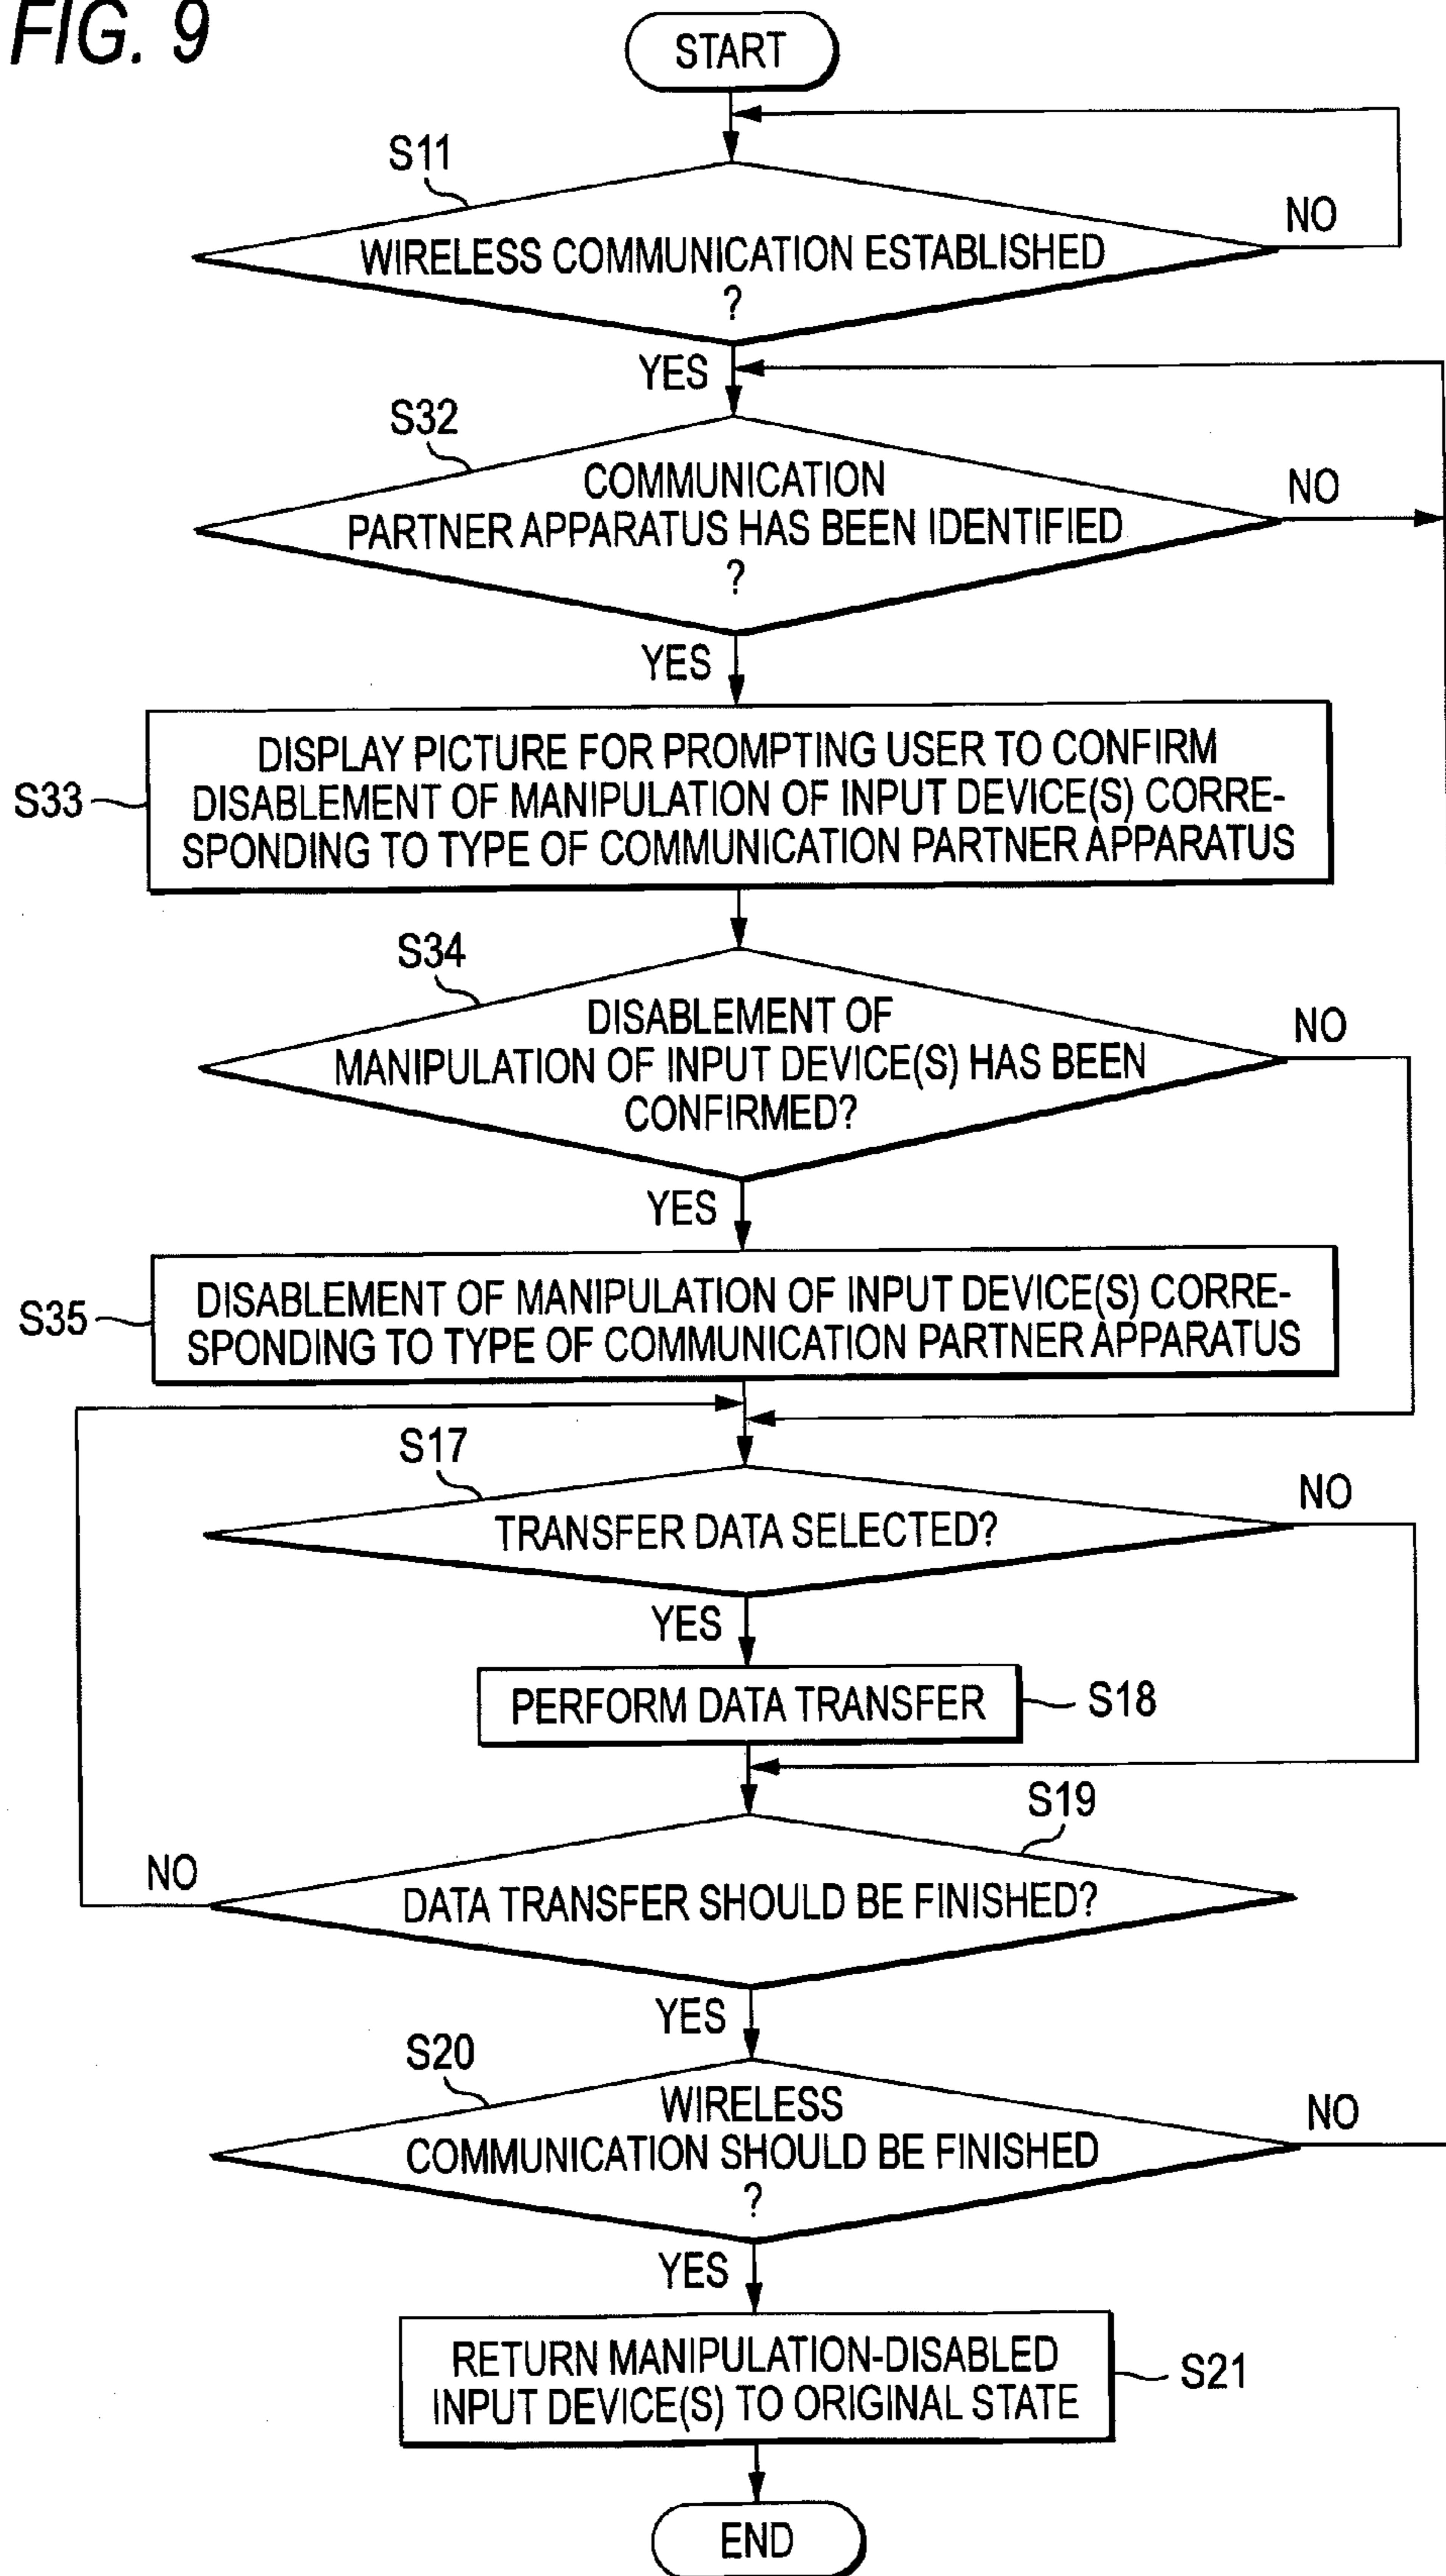 FIG. 9
START
S11
WIRELESS COMMUNICATION ESTABLISHED
?
NO
YES
S32
COMMUNICATION
PARTNER APPARATUS HAS BEEN IDENTIFIED
?
NO
YES
S33
DISPLAY PICTURE FOR PROMPTING USER TO CONFIRM
DISABLEMENT OF MANIPULATION OF INPUT DEVICE(S) CORRE-
SPONDING TO TYPE OF COMMUNICATION PARTNER APPARATUS
S34
DISABLEMENT OF
MANIPULATION OF INPUT DEVICE(S) HAS BEEN
CONFIRMED?
NO
YES
S35
DISABLEMENT OF MANIPULATION OF INPUT DEVICE(S) CORRE-
SPONDING TO TYPE OF COMMUNICATION PARTNER APPARATUS
S17
TRANSFER DATA SELECTED?
NO
YES
PERFORM DATA TRANSFER
S18
S19
NO
DATA TRANSFER SHOULD BE FINISHED?
YES
S20
WIRELESS
COMMUNICATION SHOULD BE FINISHED
?
NO
YES
RETURN MANIPULATION-DISABLED
INPUT DEVICE(S) TO ORIGINAL STATE
S21
END